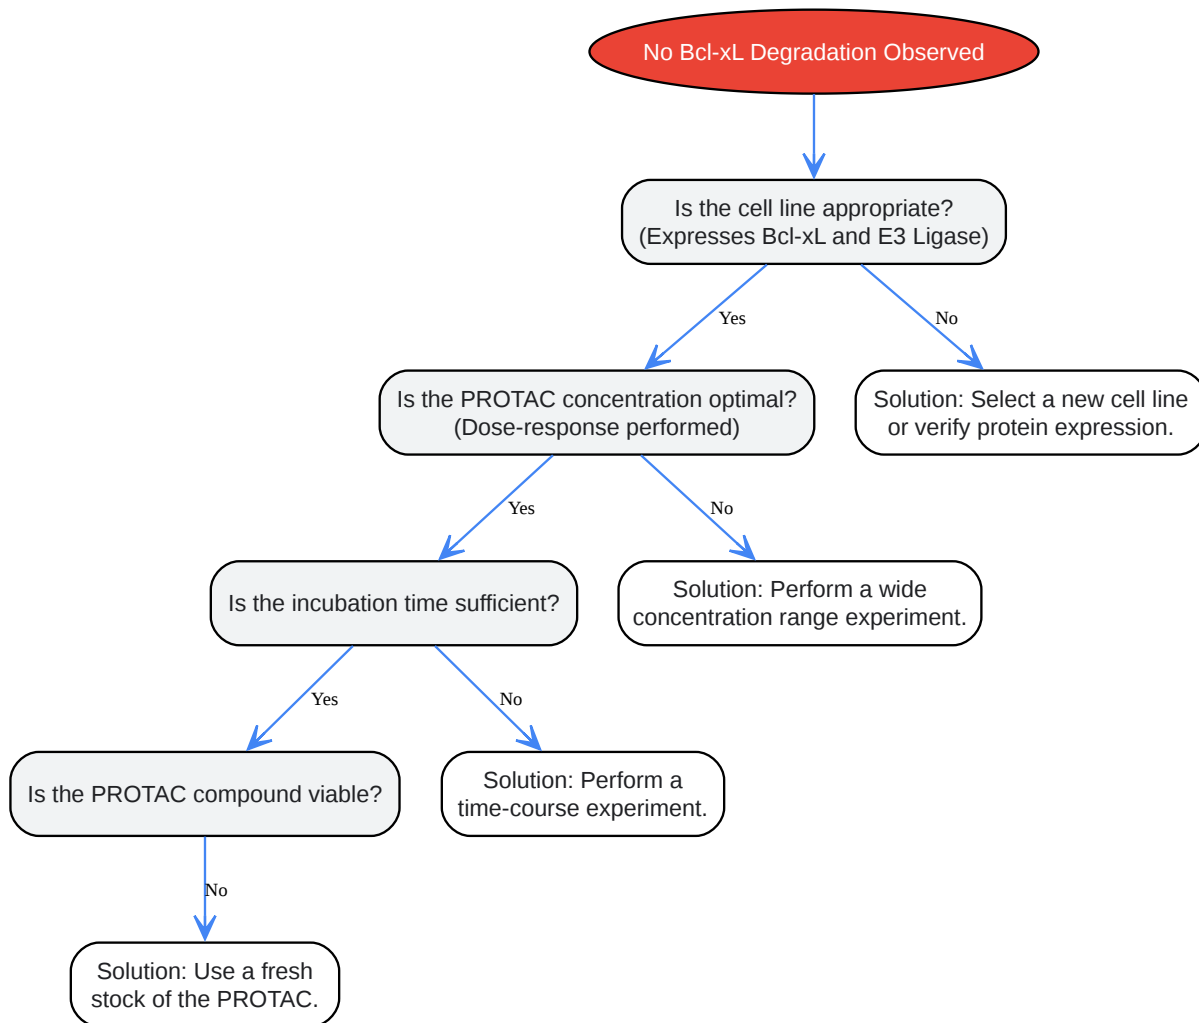 No Bcl-xL Degradation Observed
Is the cell line appropriate?
(Expresses Bcl-xL and E3 Ligase)
Yes
No
Is the PROTAC concentration optimal?
(Dose-response performed)
Solution: Select a new cell line
or verify protein expression.
Yes
No
Is the incubation time sufficient?
Solution: Perform a wide
concentration range experiment.
Yes
No
Is the PROTAC compound viable?
Solution: Perform a
time-course experiment.
No
Solution: Use a fresh
stock of the PROTAC.